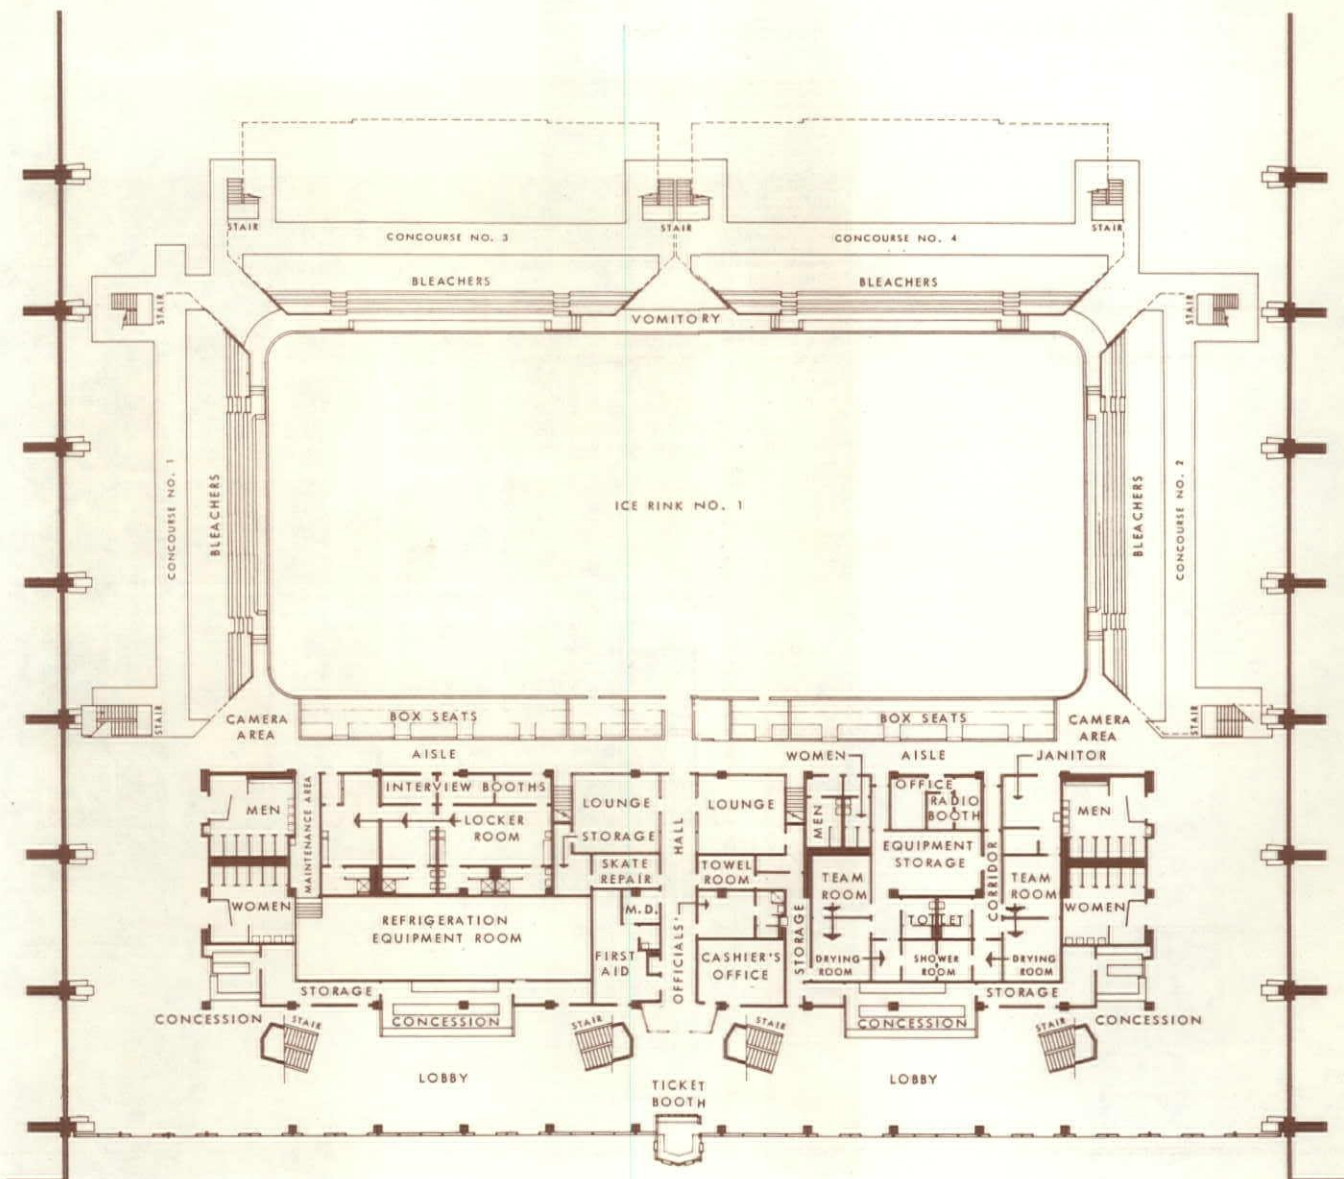 STAIR
STAIR
STAIR
CONCOURSE NO. 3
CONCOURSE NO. 4
BLEACHERS
BLEACHERS
STAIR
VOMITORY
STAIR
CONCOURSE NO. 1
BLEACHERS
ICE RINK NO. 1
BLEACHERS
CONCOURSE NO. 2
STAIR
CAMERA
AREA
BOX SEATS
BOX SEATS
CAMERA
AREA
STAIR
AISLE
WOMEN
AISLE
JANITOR
MEN
MAINTENANCE AREA
INTERVIEW BOOTHS
LOCKER
ROOM
LOUNGE
STORAGE
HALL
LOUNGE
MEN
OFFICE
RADIO
BOOTH
EQUIPMENT
STORAGE
CORRIDOR
MEN
SKATE
REPAIR
TOWEL
ROOM
TEAM
ROOM
TEAM
ROOM
WOMEN
REFRIGERATION
EQUIPMENT ROOM
M.D.
FIRST
AID
OFFICIALS'
CASHIER'S
OFFICE
STORAGE
TOILET
DRYING
ROOM
SHOWER
ROOM
DRYING
ROOM
WOMEN
STORAGE
STORAGE
CONCESSION
STAIR
CONCESSION
STAIR
STAIR
CONCESSION
STAIR
CONCESSION
LOBBY
TICKET
BOOTH
LOBBY